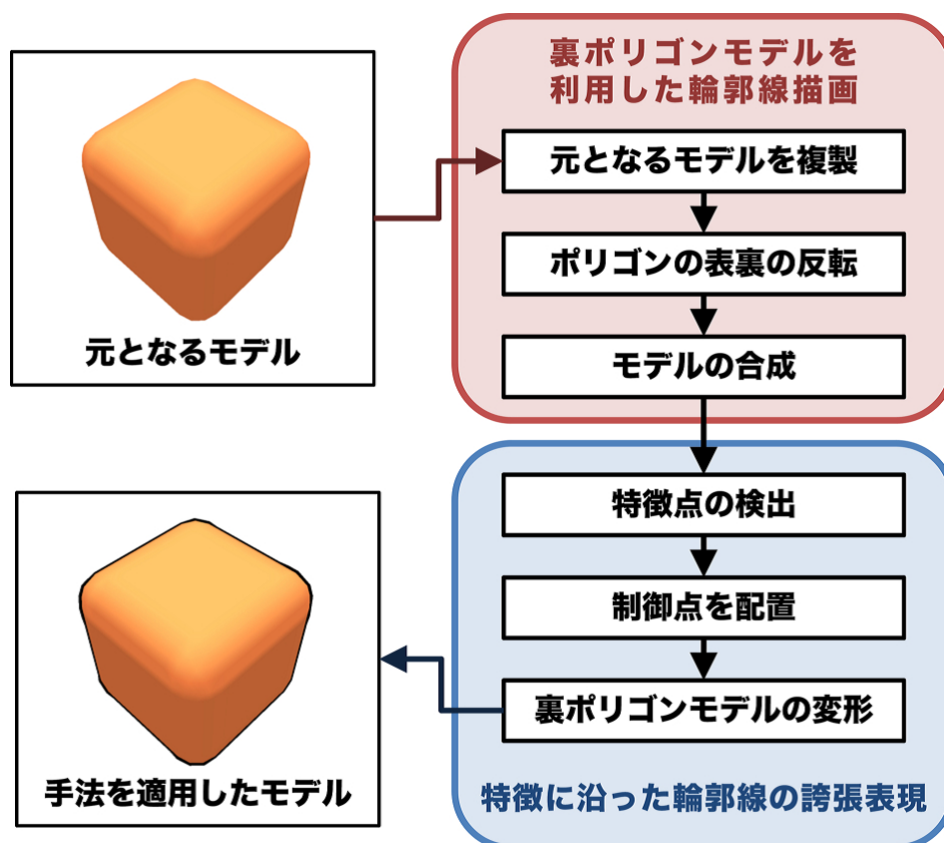 裏ポリゴンモデルを
利用した輪郭線描画
元となるモデルを複製
ポリゴンの表裏の反転
モデルの合成
元となるモデル
特徴点の検出
制御点を配置
裏ポリゴンモデルの変形
特徴に沿った輪郭線の誇張表現
手法を適用したモデル